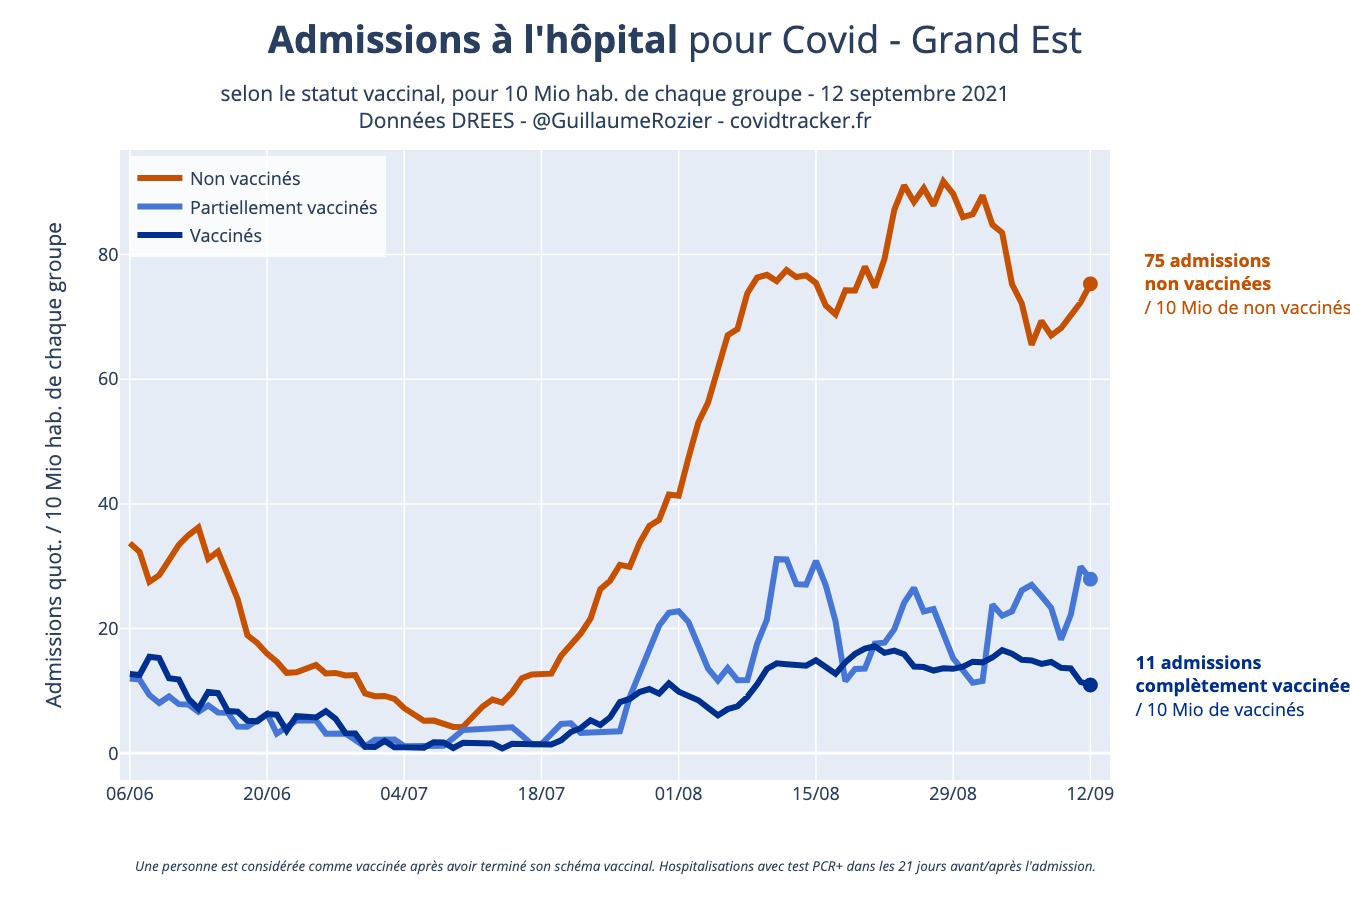 Admissions à l'hôpital pour Covid - Grand Est
selon le statut vaccinal, pour 10 Mio hab. de chaque groupe - 12 septembre 2021
Données DREES - @GuillaumeRozier - covidtracker.fr
Non vaccinés
Partiellement vaccinés
Vaccinés
Admissions quot. / 10 Mio hab. de chaque groupe
80
60
40
20
0
06/06
20/06
04/07
18/07
01/08
15/08
29/08
12/09
75 admissions
non vaccinées
/ 10 Mio de non vaccinés
11 admissions
complètement vaccinée
/ 10 Mio de vaccinés
Une personne est considérée comme vaccinée après avoir terminé son schéma vaccinal. Hospitalisations avec test PCR+ dans les 21 jours avant/après l'admission.